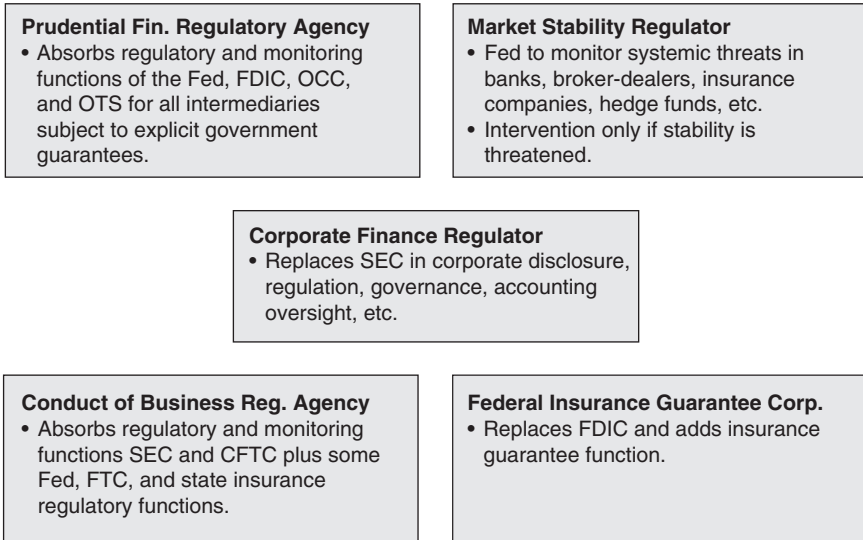 Prudential Fin. Regulatory Agency
• Absorbs regulatory and monitoring
functions of the Fed, FDIC, OCC,
and OTS for all intermediaries
subject to explicit government
guarantees.
Market Stability Regulator
• Fed to monitor systemic threats in
banks, broker-dealers, insurance
companies, hedge funds, etc.
• Intervention only if stability is
threatened.
Corporate Finance Regulator
• Replaces SEC in corporate disclosure,
regulation, governance, accounting
oversight, etc.
Conduct of Business Reg. Agency
• Absorbs regulatory and monitoring
functions SEC and CFTC plus some
Fed, FTC, and state insurance
regulatory functions.
Federal Insurance Guarantee Corp.
• Replaces FDIC and adds insurance
guarantee function.